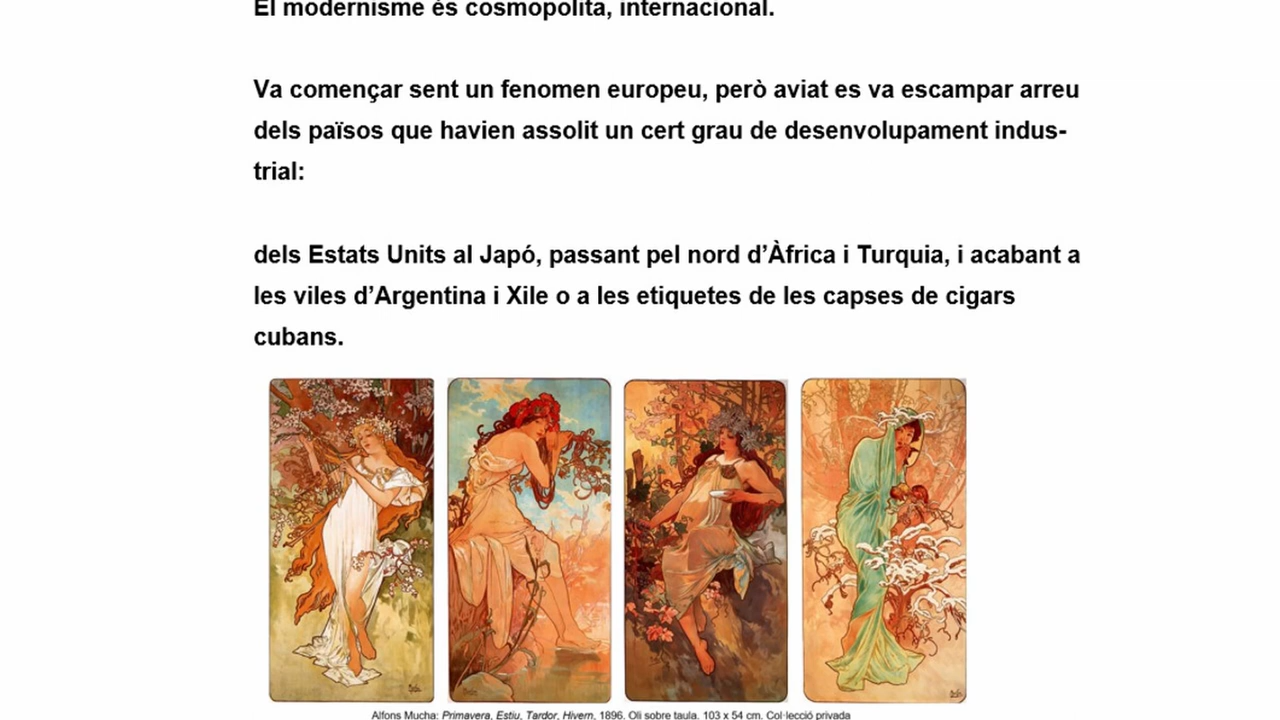 El modernisme és cosmopolita, internacional.
Va començar sent un fenomen europeu, però aviat es va escampar arreu
dels països que havien assolit un cert grau de desenvolupament indus-
trial:
dels Estats Units al Japó, passant pel nord d’Àfrica i Turquia, i acabant a
les viles d’Argentina i Xile o a les etiquetes de les capses de cigars
cubans.
Alfons Mucha: Primavera, Estiu, Tardor, Hivern, 1896. Oli sobre taula. 103 x 54 cm. Col·lecció privada